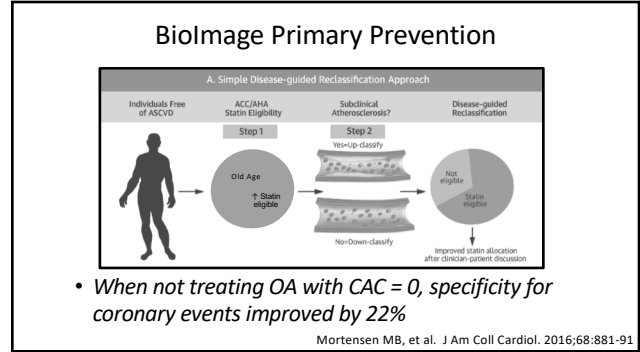 BioImage Primary Prevention
A. Simple Disease-guided Reclassification Approach
Individuals Free
of ASCVD
ACC/AHA
Statin Eligibility
Subclinical
Atherosclerosis?
Disease-guided
Reclassification
Step 1
Step 2
Yes=Up-classify
Old Age
↑ Statin
eligible
Not
eligible
Statin
eligible
No=Down-classify
Improved statin allocation
after clinician-patient discussion
• When not treating OA with CAC = 0, specificity for
coronary events improved by 22%
Mortensen MB, et al. J Am Coll Cardiol. 2016;68:881-91